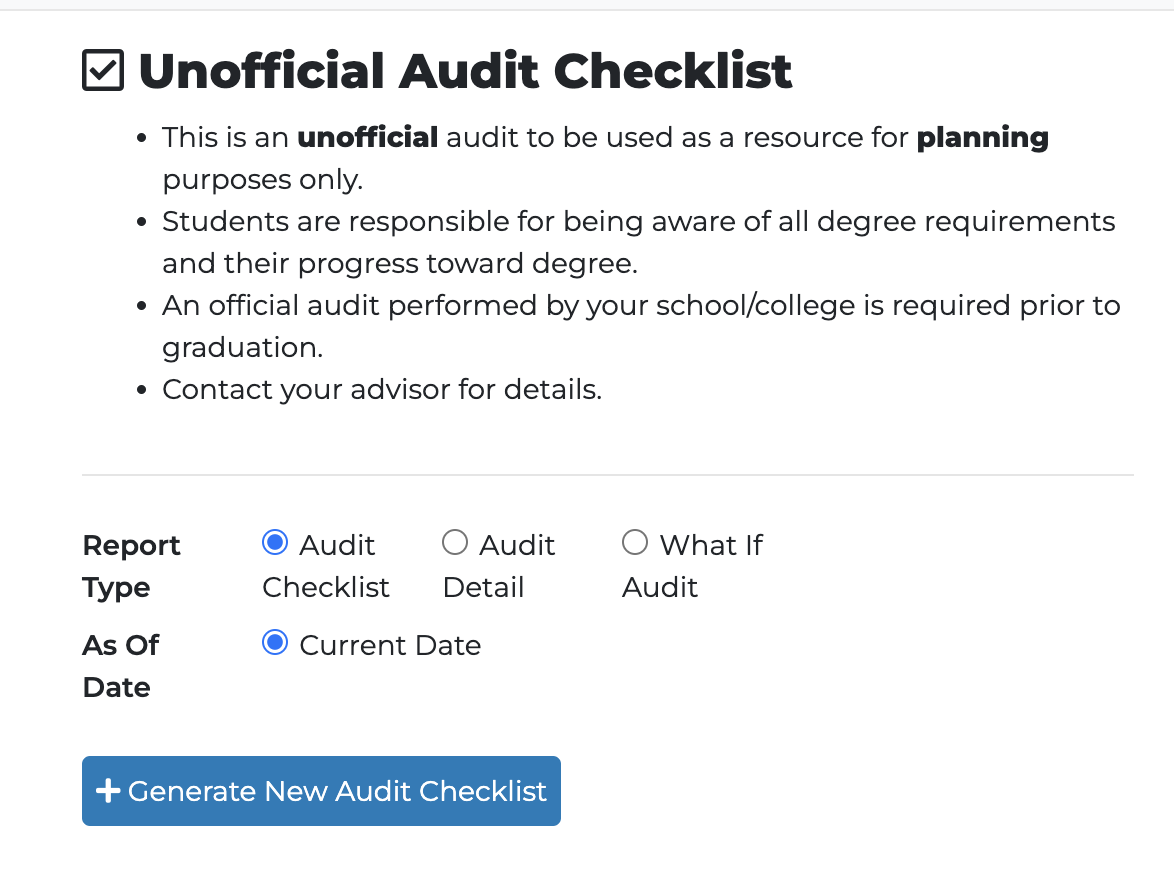 Unofficial Audit Checklist
• This is an unofficial audit to be used as a resource for planning
purposes only.
• Students are responsible for being aware of all degree requirements
and their progress toward degree.
• An official audit performed by your school/college is required prior to
graduation.
• Contact your advisor for details.
Report Type
Audit Checklist
Audit Detail
What If Audit
As Of Date
Current Date
Generate New Audit Checklist